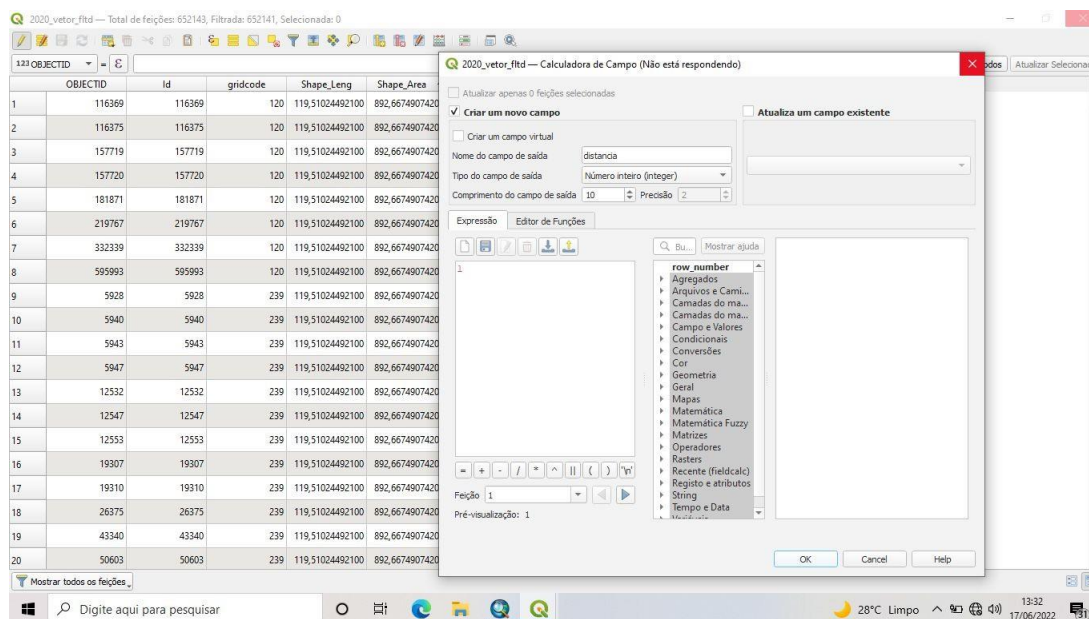 2020_vetor_fltd — Total de feições: 652143, Filtrada: 652141, Selecionada: 0
123 OBJECTID = ε
odos Atualizar Seleciona
OBJECTID Id gridcode Shape_Leng Shape_Area
1 116369 116369 120 119,51024492100 892,6674907420
2 116375 116375 120 119,51024492100 892,6674907420
3 157719 157719 120 119,51024492100 892,6674907420
4 157720 157720 120 119,51024492100 892,6674907420
5 181871 181871 120 119,51024492100 892,6674907420
6 219767 219767 120 119,51024492100 892,6674907420
7 332339 332339 120 119,51024492100 892,6674907420
8 595993 595993 120 119,51024492100 892,6674907420
9 5928 5928 239 119,51024492100 892,6674907420
10 5940 5940 239 119,51024492100 892,6674907420
11 5943 5943 239 119,51024492100 892,6674907420
12 5947 5947 239 119,51024492100 892,6674907420
13 12532 12532 239 119,51024492100 892,6674907420
14 12547 12547 239 119,51024492100 892,6674907420
15 12553 12553 239 119,51024492100 892,6674907420
16 19307 19307 239 119,51024492100 892,6674907420
17 19310 19310 239 119,51024492100 892,6674907420
18 26375 26375 239 119,51024492100 892,6674907420
19 43340 43340 239 119,51024492100 892,6674907420
20 50603 50603 239 119,51024492100 892,6674907420
Mostrar todos os feições
2020_vetor_fltd — Calculadora de Campo (Não está respondendo)
Atualizar apenas 0 feições selecionadas
Criar um novo campo
Atualiza um campo existente
Criar um campo virtual
Nome do campo de saída distancia
Tipo do campo de saída Número inteiro (integer)
Comprimento do campo de saída 10 Precisão 2
Expressão Editor de Funções
1
Bu... Mostrar ajuda
row_number
Agregados
Arquivos e Cami...
Camadas do ma...
Camadas do ma...
Campo e Valores
Condicionais
Conversões
Cor
Geometria
Geral
Mapas
Matemática
Matemática Fuzzy
Matrizes
Operadores
Rasters
Recente (fieldcalc)
Registo e atributos
String
Tempo e Data
= + - / * ^ || ( ) '\n'
Feição 1
Pré-visualização: 1
OK Cancel Help
Digite aqui para pesquisar
28°C Limpo
13:32
17/06/2022
31